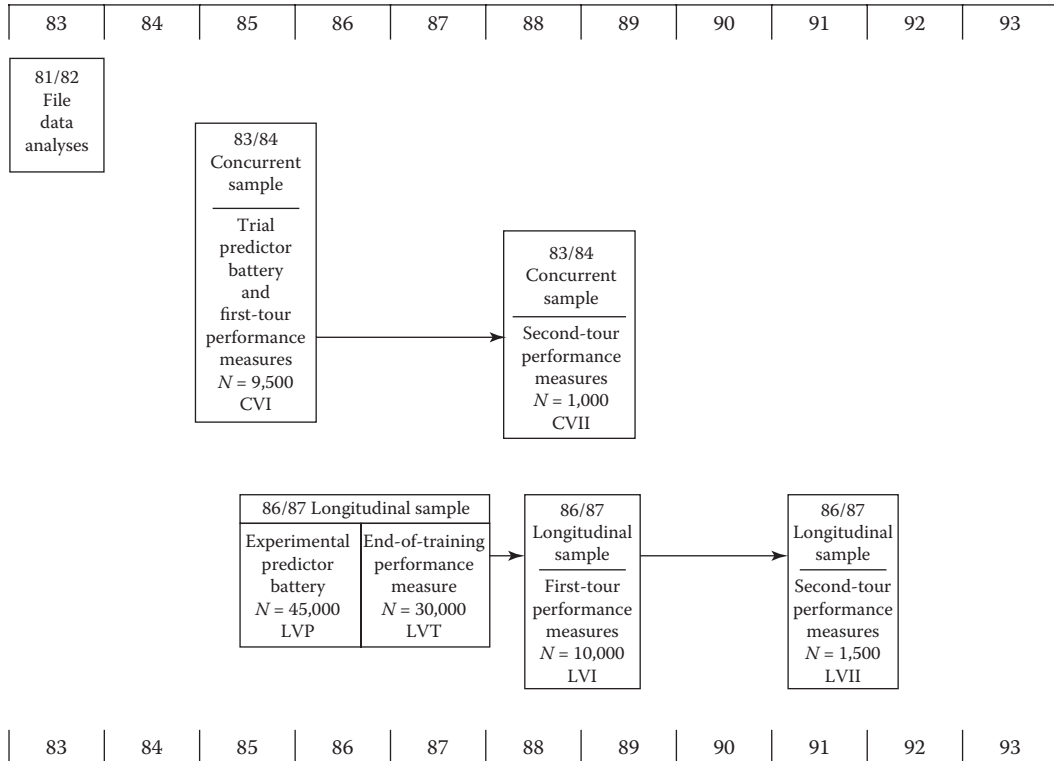 83 84 85 86 87 88 89 90 91 92 93
81/82
File
data
analyses
83/84
Concurrent
sample
Trial
predictor
battery
and
first-tour
performance
measures
N = 9,500
CVI
83/84
Concurrent
sample
Second-tour
performance
measures
N = 1,000
CVII
86/87 Longitudinal sample
Experimental
predictor
battery
N = 45,000
LVP
End-of-training
performance
measure
N = 30,000
LVT
86/87
Longitudinal
sample
First-tour
performance
measures
N = 10,000
LVI
86/87
Longitudinal
sample
Second-tour
performance
measures
N = 1,500
LVII
83 84 85 86 87 88 89 90 91 92 93